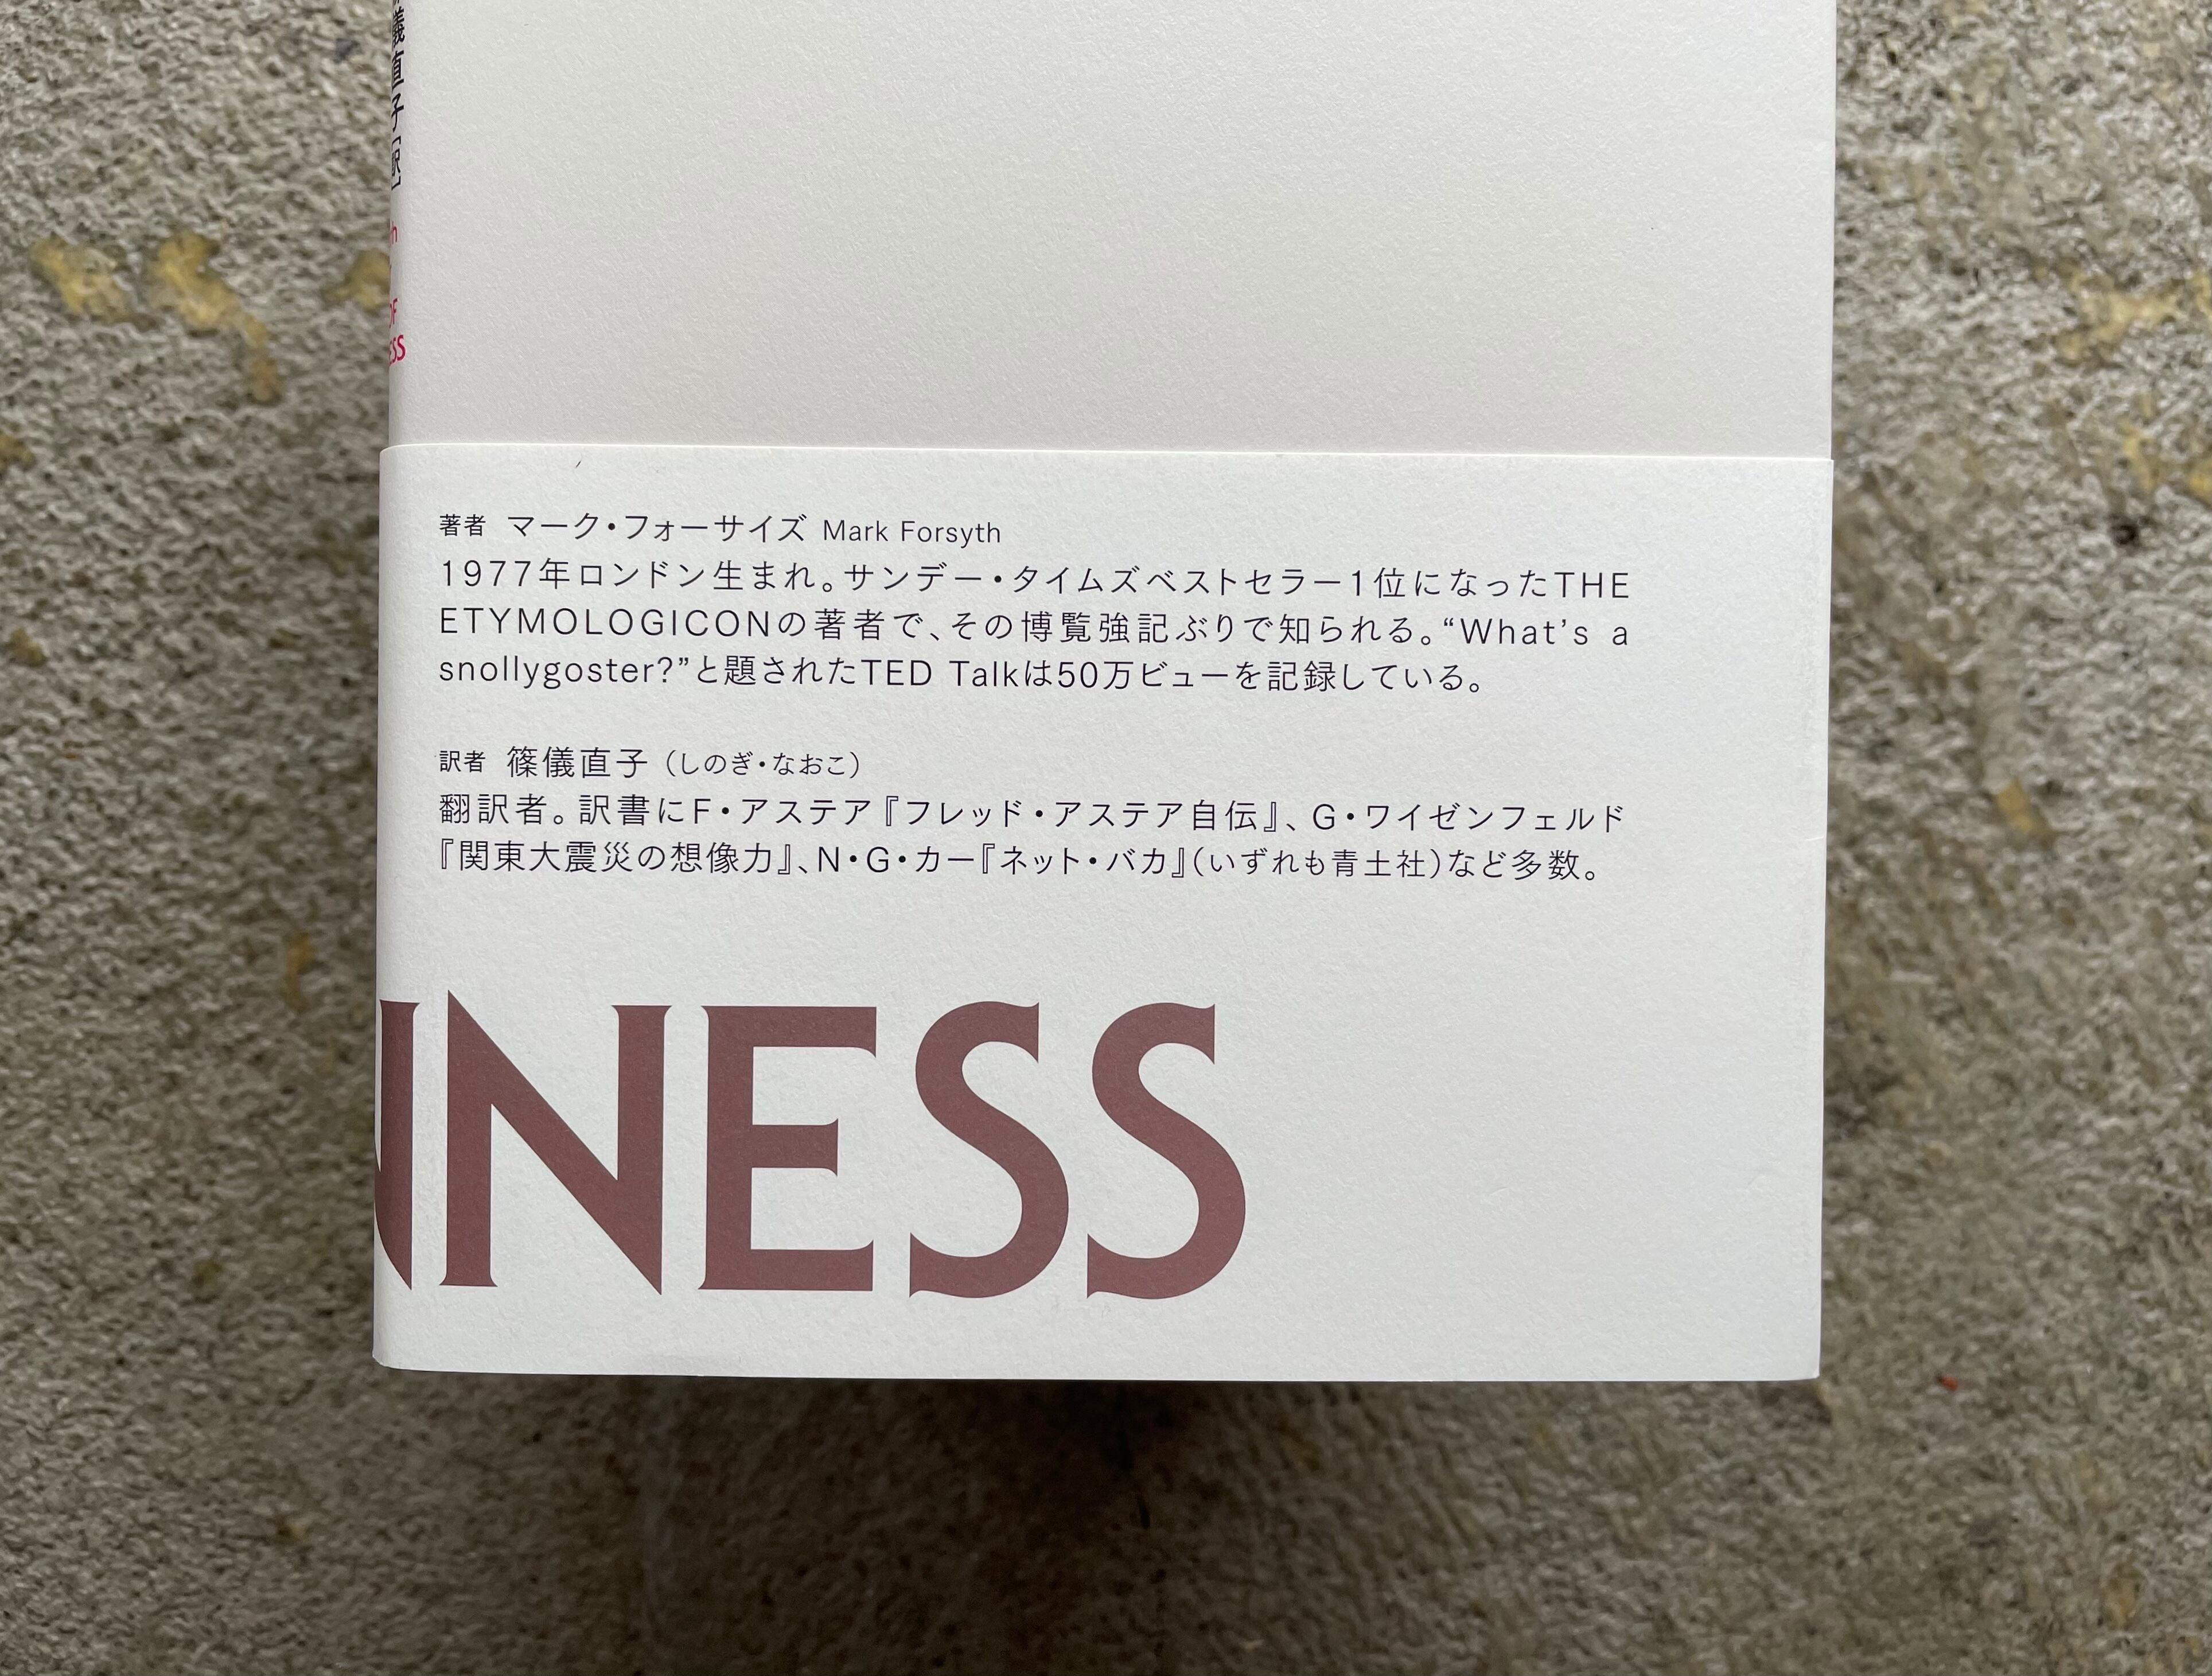 儀直子[訳]
OF
ESS
著者 マーク・フォーサイズ Mark Forsyth
1977年ロンドン生まれ。サンデー・タイムズベストセラー1位になったTHE
ETYMOLOGICONの著者で、その博覧強記ぶりで知られる。“What’s a
snollygoster?”と題されたTED Talkは50万ビューを記録している。
訳者 篠儀直子（しのぎ・なおこ）
翻訳者。訳書にF・アステア『フレッド・アステア自伝』、G・ワイゼンフェルド
『関東大震災の想像力』、N・G・カー『ネット・バカ』（いずれも青土社）など多数。
NNESS